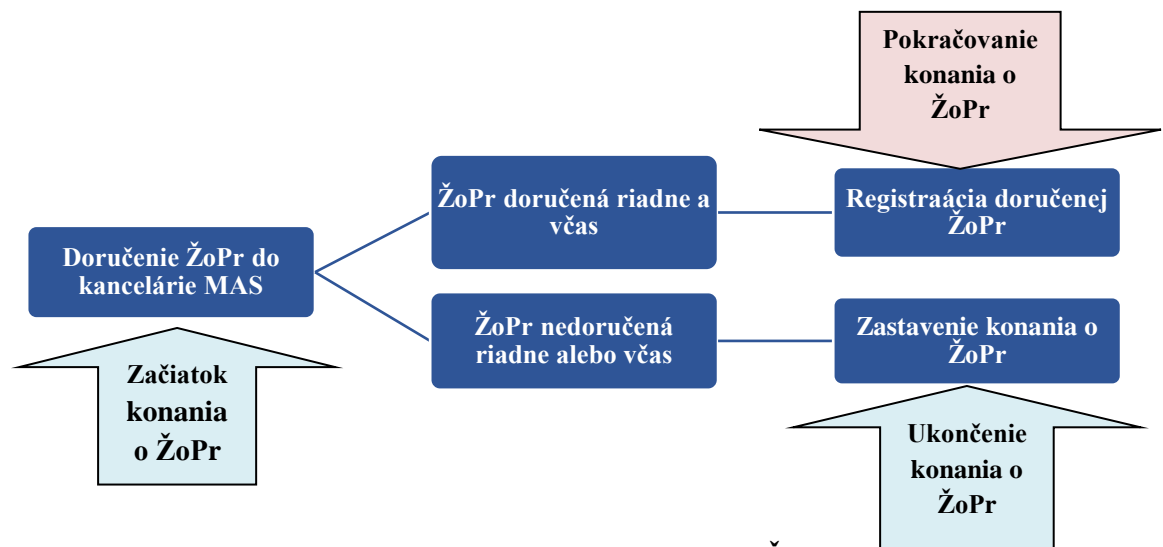 Pokračovanie
konania o
ŽoPr
ŽoPr doručená riadne a
včas
Registraácia doručenej
ŽoPr
Doručenie ŽoPr do
kancelárie MAS
ŽoPr nedoručená
riadne alebo včas
Zastavenie konania o
ŽoPr
Začiatok
konania
o ŽoPr
Ukončenie
konania o
ŽoPr